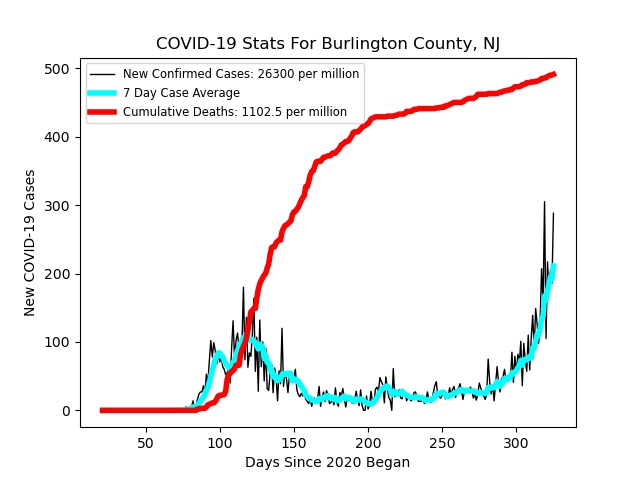 COVID-19 Stats For Burlington County, NJ
New Confirmed Cases: 26300 per million
7 Day Case Average
Cumulative Deaths: 1102.5 per million
New COVID-19 Cases
500
400
300
200
100
0
50 100 150 200 250 300
Days Since 2020 Began